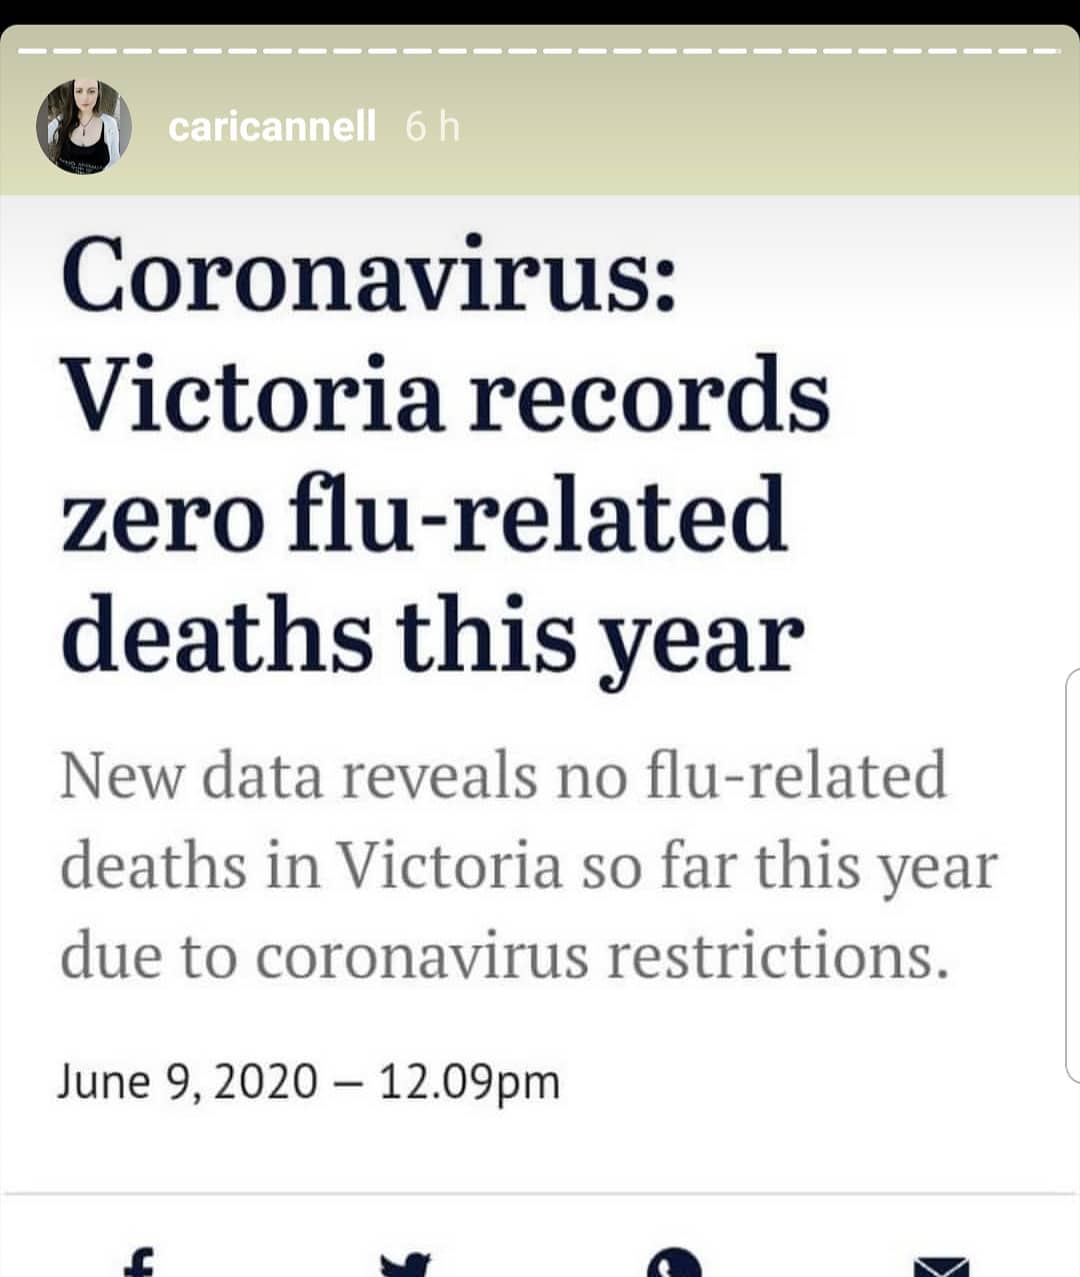 caricannell 6 h
Coronavirus:
Victoria records
zero flu-related
deaths this year
New data reveals no flu-related
deaths in Victoria so far this year
due to coronavirus restrictions.
June 9, 2020 – 12.09pm